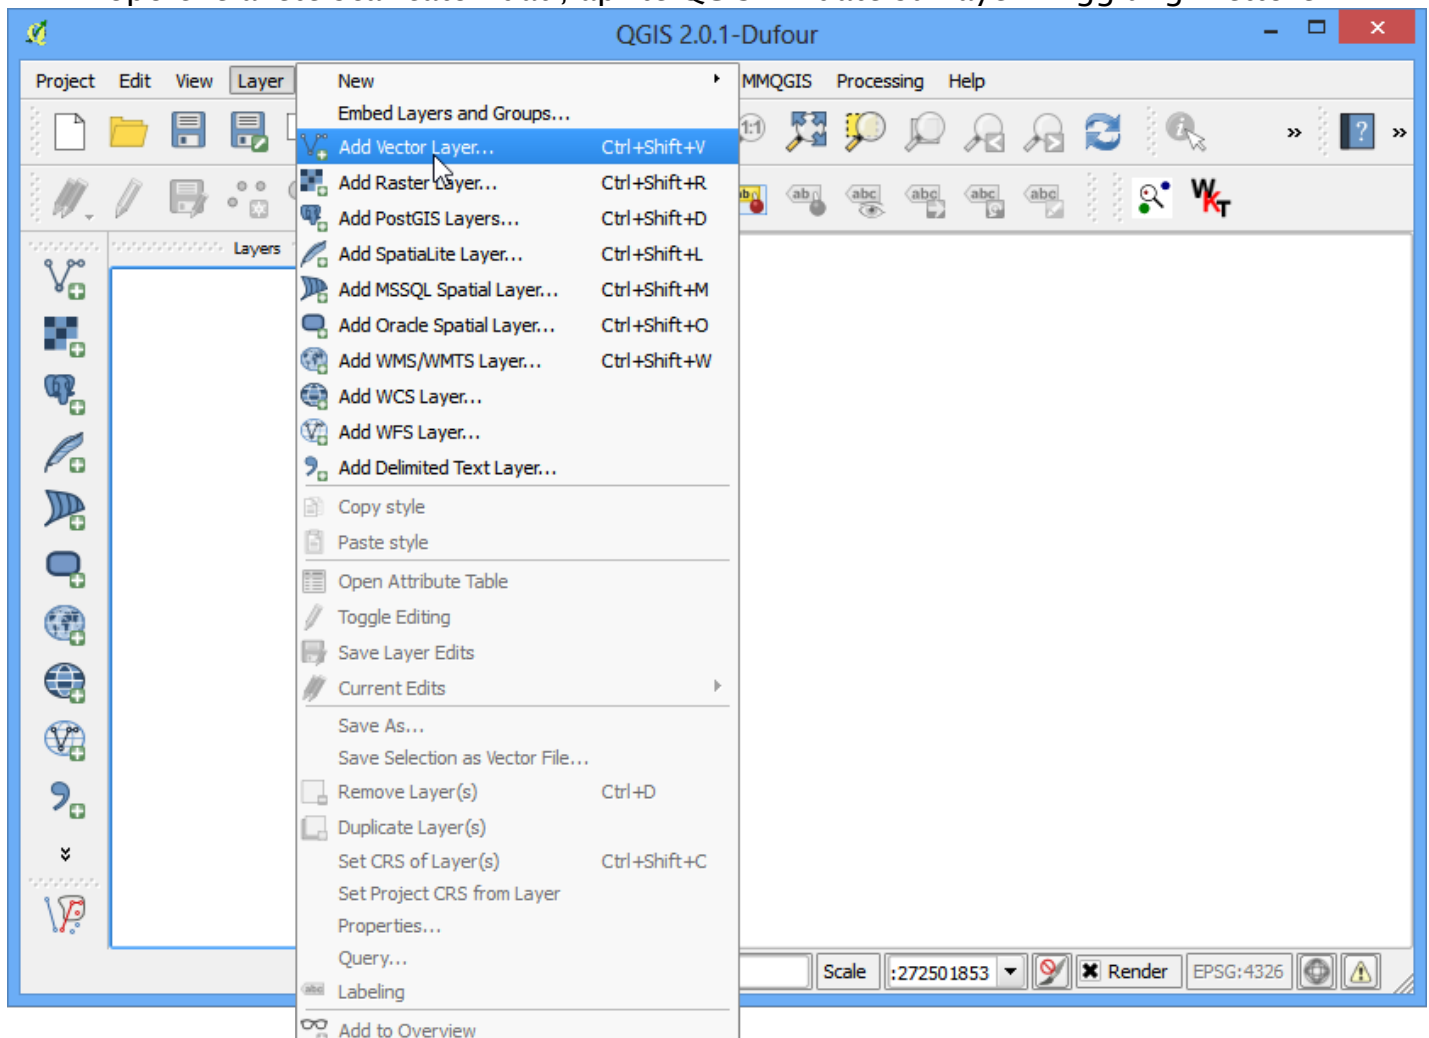 QGIS 2.0.1-Dufour
Project Edit View Layer MMQGIS Processing Help
New
Embed Layers and Groups...
Add Vector Layer... Ctrl+Shift+V
Add Raster Layer... Ctrl+Shift+R
Add PostGIS Layers... Ctrl+Shift+D
Layers
Add SpatiaLite Layer... Ctrl+Shift+L
Add MSSQL Spatial Layer... Ctrl+Shift+M
Add Oracle Spatial Layer... Ctrl+Shift+O
Add WMS/WMTS Layer... Ctrl+Shift+W
Add WCS Layer...
Add WFS Layer...
Add Delimited Text Layer...
Copy style
Paste style
Open Attribute Table
Toggle Editing
Save Layer Edits
Current Edits
Save As...
Save Selection as Vector File...
Remove Layer(s) Ctrl+D
Duplicate Layer(s)
Set CRS of Layer(s) Ctrl+Shift+C
Set Project CRS from Layer
Properties...
Query...
Scale :272501853 Render EPSG:4326
Labeling
Add to Overview